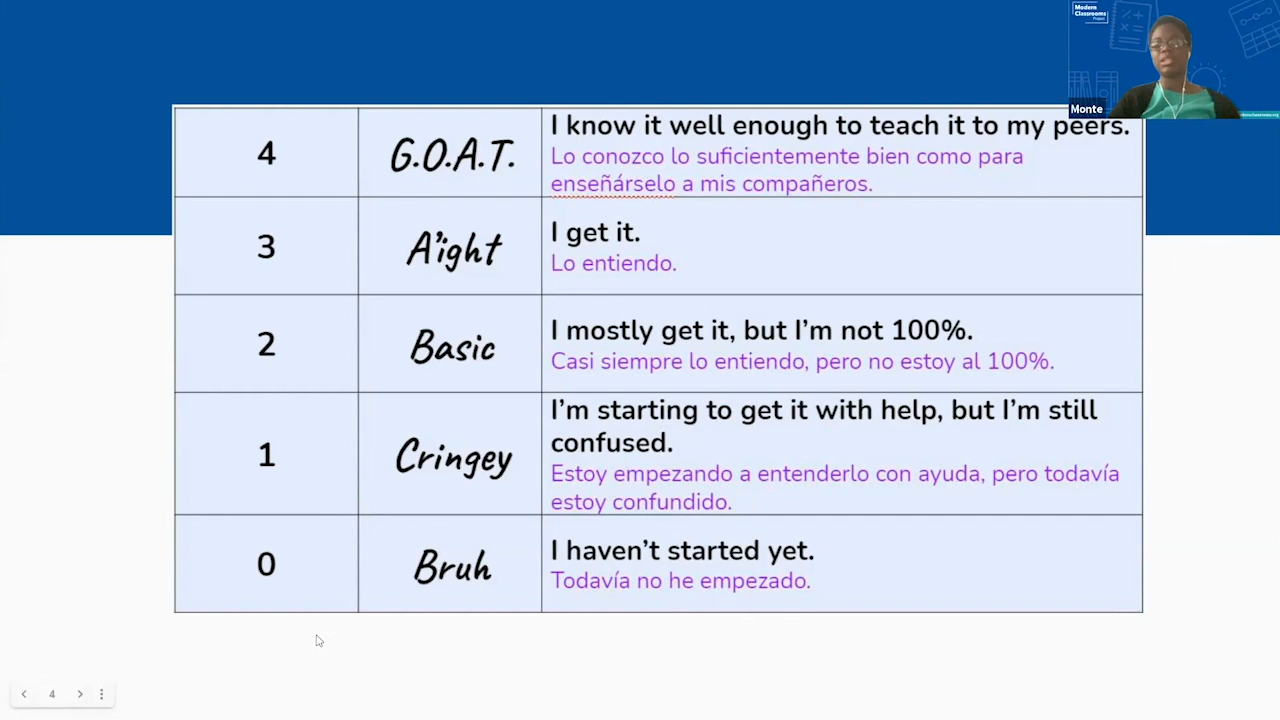 Modern
Classrooms
Project
Monte
4
G.O.A.T.
I know it well enough to teach it to my peers.
Lo conozco lo suficientemente bien como para
enseñárselo a mis compañeros.
3
A'ight
I get it.
Lo entiendo.
2
Basic
I mostly get it, but I'm not 100%.
Casi siempre lo entiendo, pero no estoy al 100%.
1
Cringey
I'm starting to get it with help, but I'm still
confused.
Estoy empezando a entenderlo con ayuda, pero todavía
estoy confundido.
0
Bruh
I haven't started yet.
Todavía no he empezado.
4